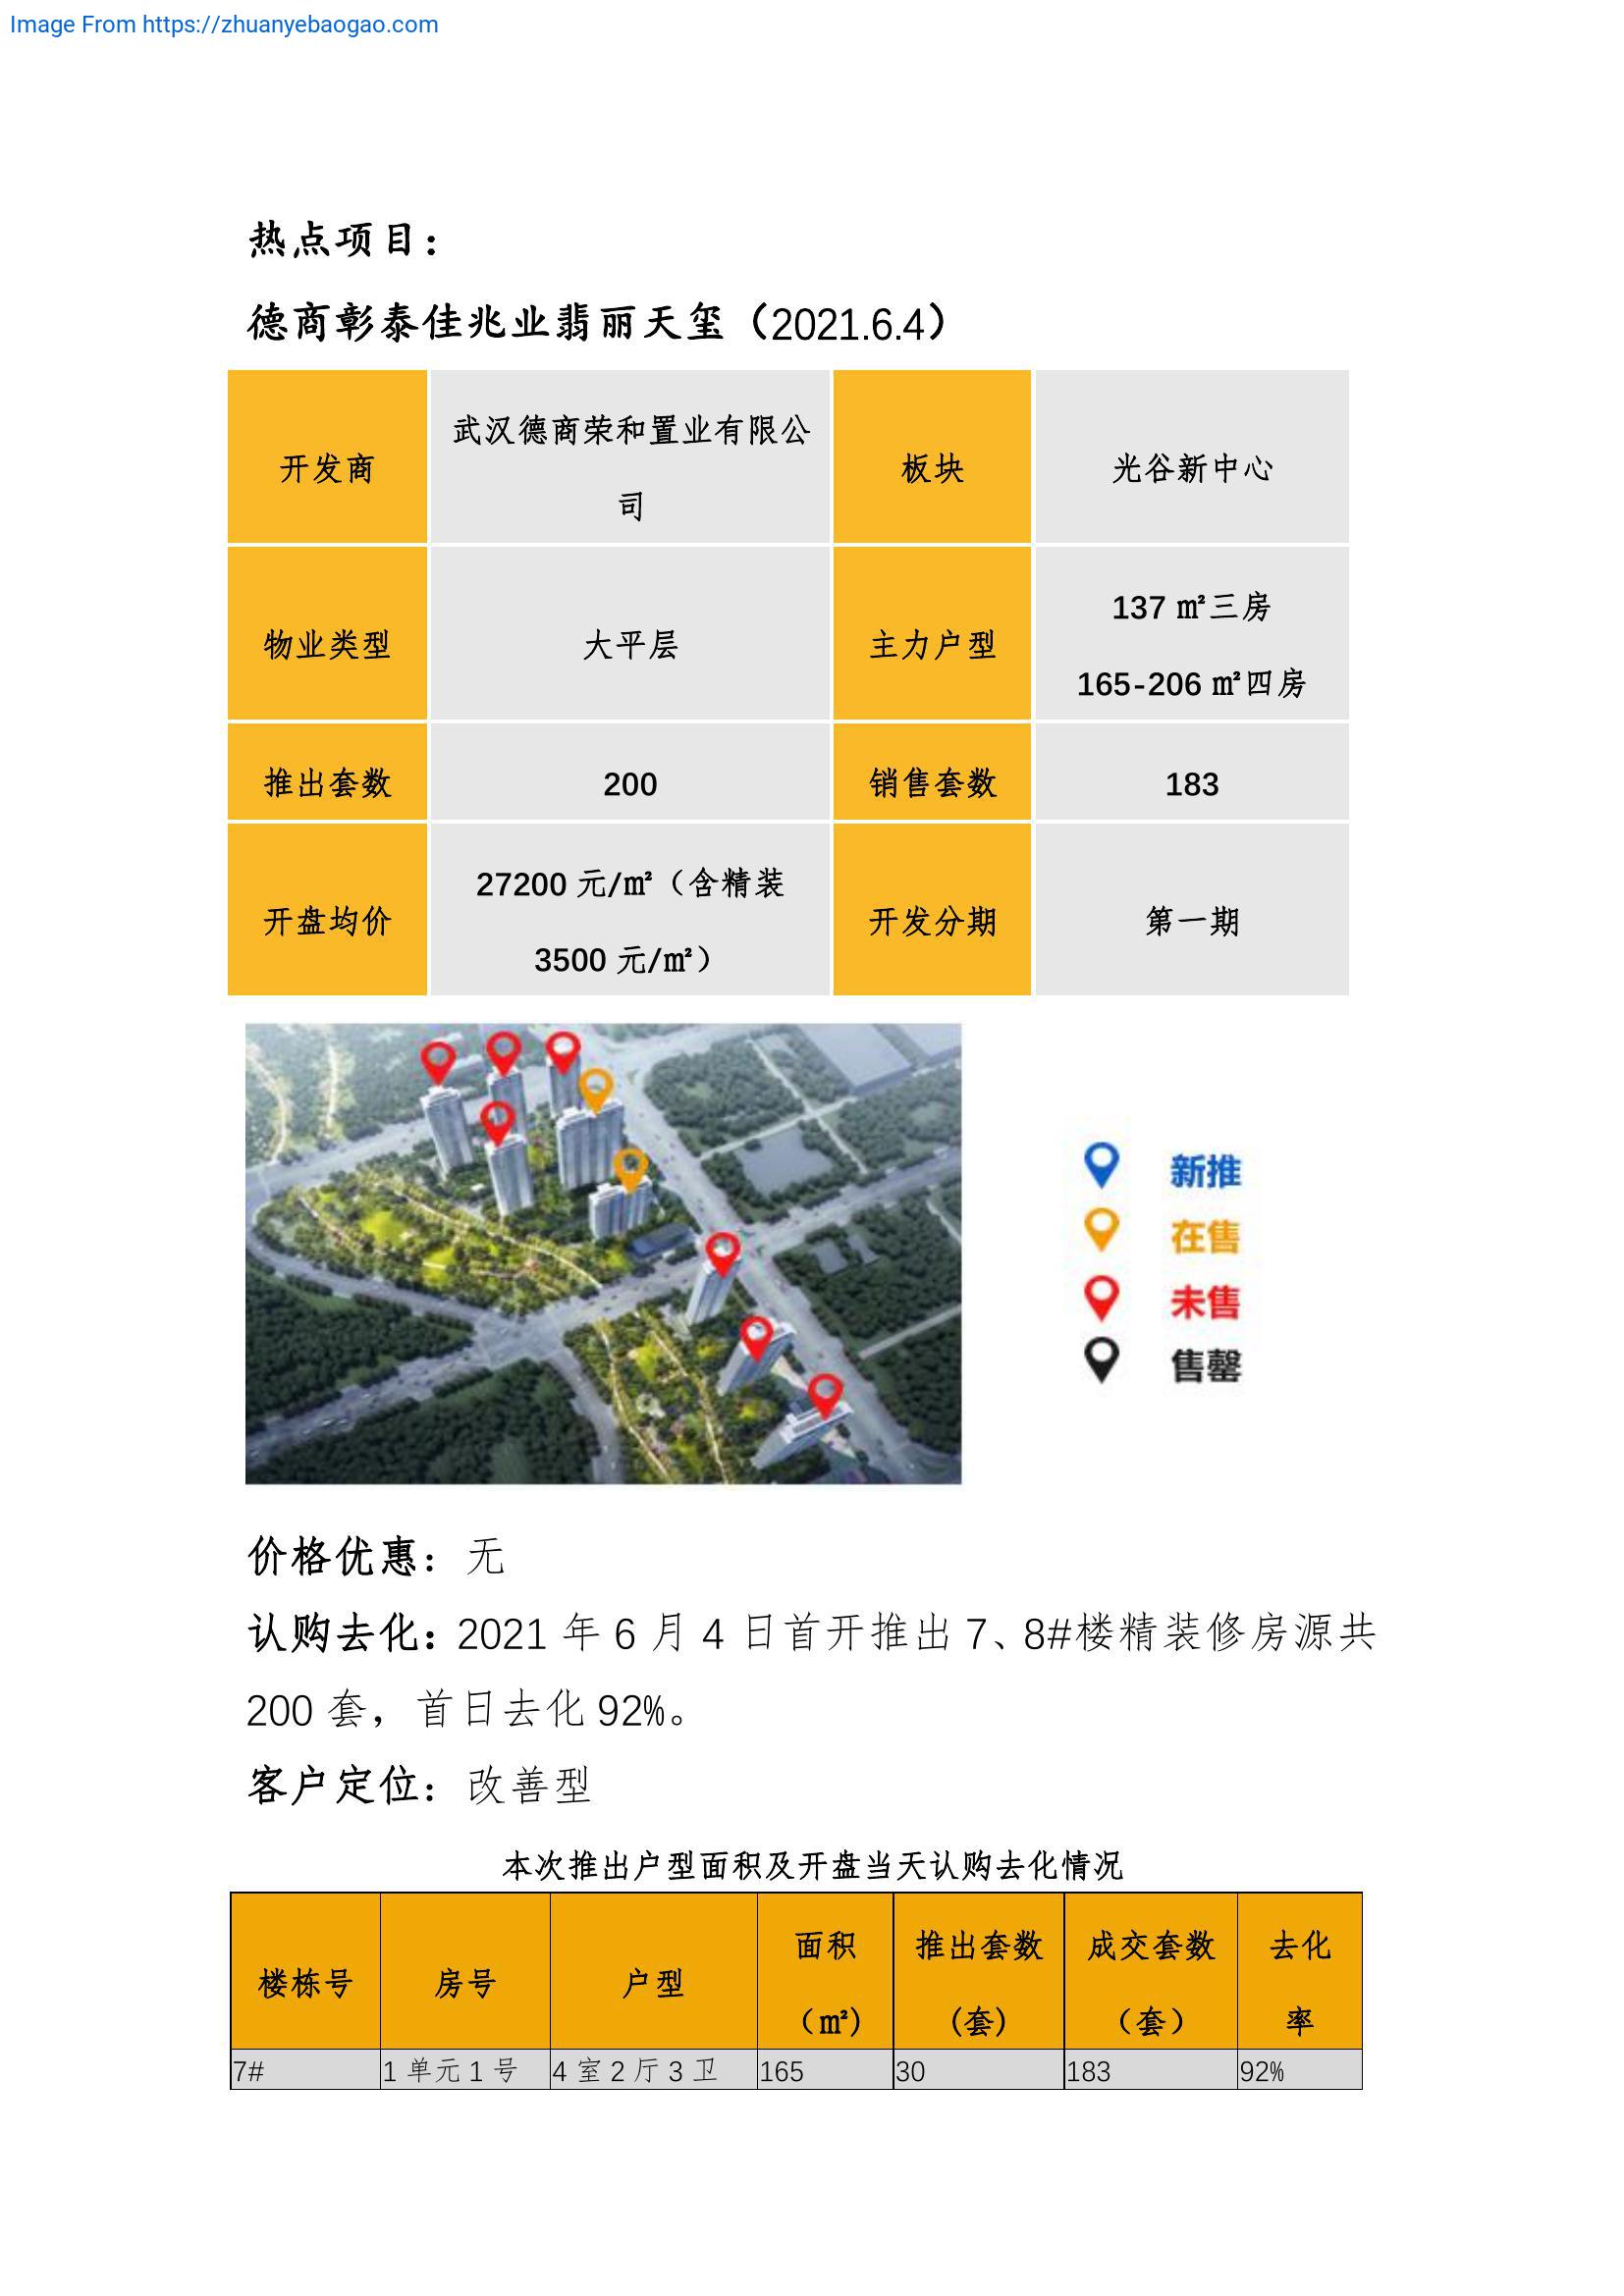 Image From https://zhuanyebaogao.com
热点项目：
德商彰泰佳兆业翡丽天玺（2021.6.4）
开发商
武汉德商荣和置业有限公
司
板块
光谷新中心
物业类型
大平层
主力户型
137 ㎡三房
165-206 ㎡四房
推出套数
200
销售套数
183
开盘均价
27200 元/㎡（含精装
3500 元/㎡）
开发分期
第一期
新推
在售
未售
售罄
价格优惠：无
认购去化：2021 年 6 月 4 日首开推出 7、8#楼精装修房源共
200 套，首日去化 92%。
客户定位：改善型
本次推出户型面积及开盘当天认购去化情况
楼栋号
房号
户型
面积
（㎡)
推出套数
(套)
成交套数
（套）
去化
率
7#
1 单元 1 号
4 室 2 厅 3 卫
165
30
183
92%